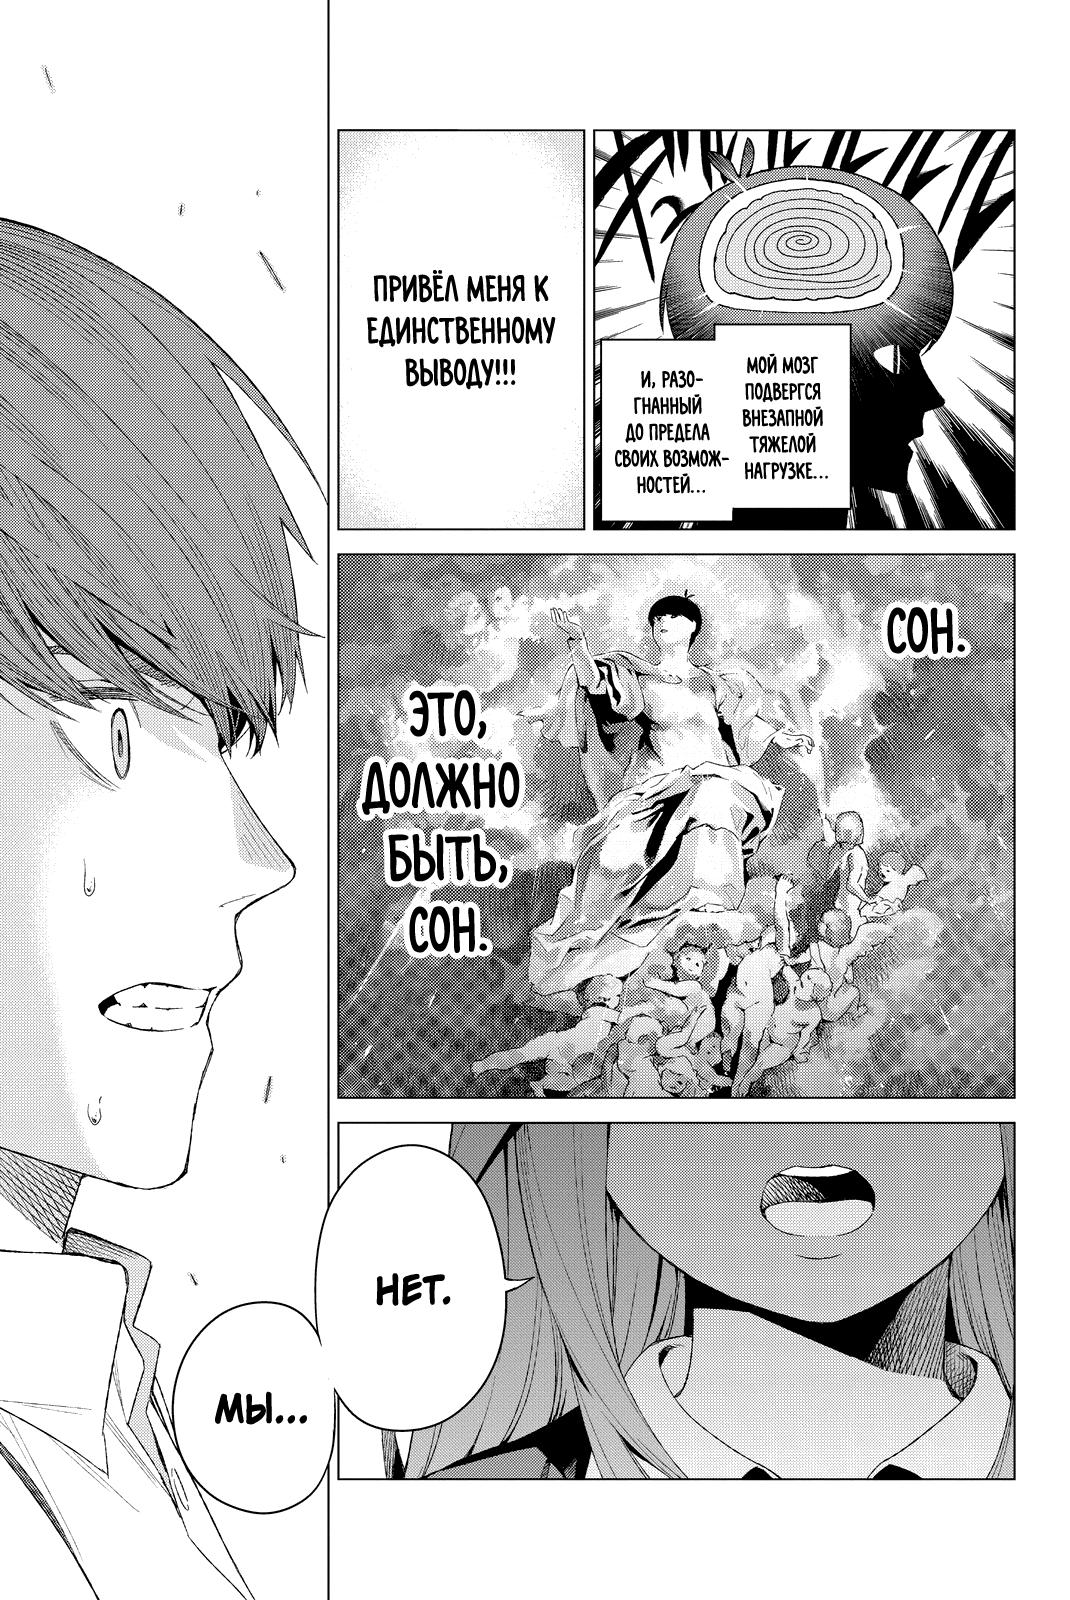 МОЙ МОЗГ
ПОДВЕРГСЯ
ВНЕЗАПНОЙ
ТЯЖЕЛОЙ
НАГРУЗКЕ...
И, РАЗО-
ГНАННЫЙ
ДО ПРЕДЕЛА
СВОИХ ВОЗМОЖ-
НОСТЕЙ...
ПРИВЁЛ МЕНЯ К
ЕДИНСТВЕННОМУ
ВЫВОДУ!!!
СОН.
ЭТО,
ДОЛЖНО
БЫТЬ,
СОН.
НЕТ.
МЫ...